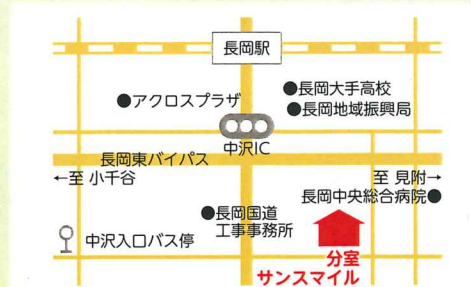 長岡駅
●アクロスプラザ
●長岡大手高校
●長岡地域振興局
中沢IC
長岡東バイパス
←至 小千谷
至 見附→
長岡中央総合病院●
●長岡国道
工事事務所
中沢入口バス停
分室
サンスマイル